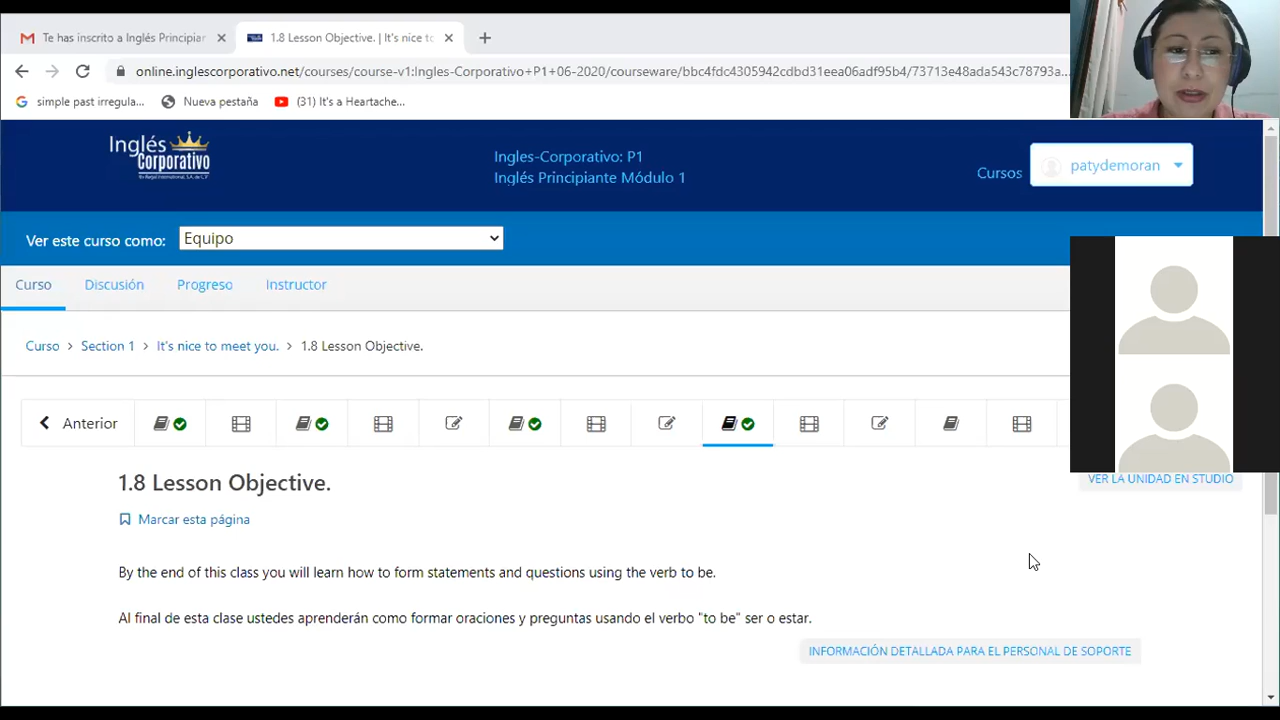 Te has inscrito a Inglés Principian
1.8 Lesson Objective. | It's nice to
online.inglescorporativo.net/courses/course-v1:Ingles-Corporativo+P1+06-2020/courseware/bbc4fdc4305942cdbd31eea06adf95b4/73713e48ada543c78793a...
simple past irregula...
Nueva pestaña
(31) It's a Heartache...
Inglés
Corporativo
Ingles-Corporativo: P1
Inglés Principiante Módulo 1
Cursos
patydemoran
Ver este curso como:
Equipo
Curso
Discusión
Progreso
Instructor
Curso > Section 1 > It's nice to meet you. > 1.8 Lesson Objective.
Anterior
1.8 Lesson Objective.
VER LA UNIDAD EN STUDIO
Marcar esta página
By the end of this class you will learn how to form statements and questions using the verb to be.
Al final de esta clase ustedes aprenderán como formar oraciones y preguntas usando el verbo "to be" ser o estar.
INFORMACIÓN DETALLADA PARA EL PERSONAL DE SOPORTE